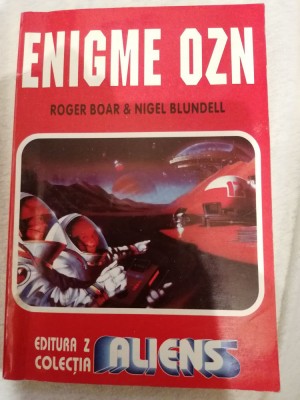 ENIGME OZN
ROGER BOAR & NIGEL BLUNDELL
EDITURA Z
COLECȚIA ALIENS